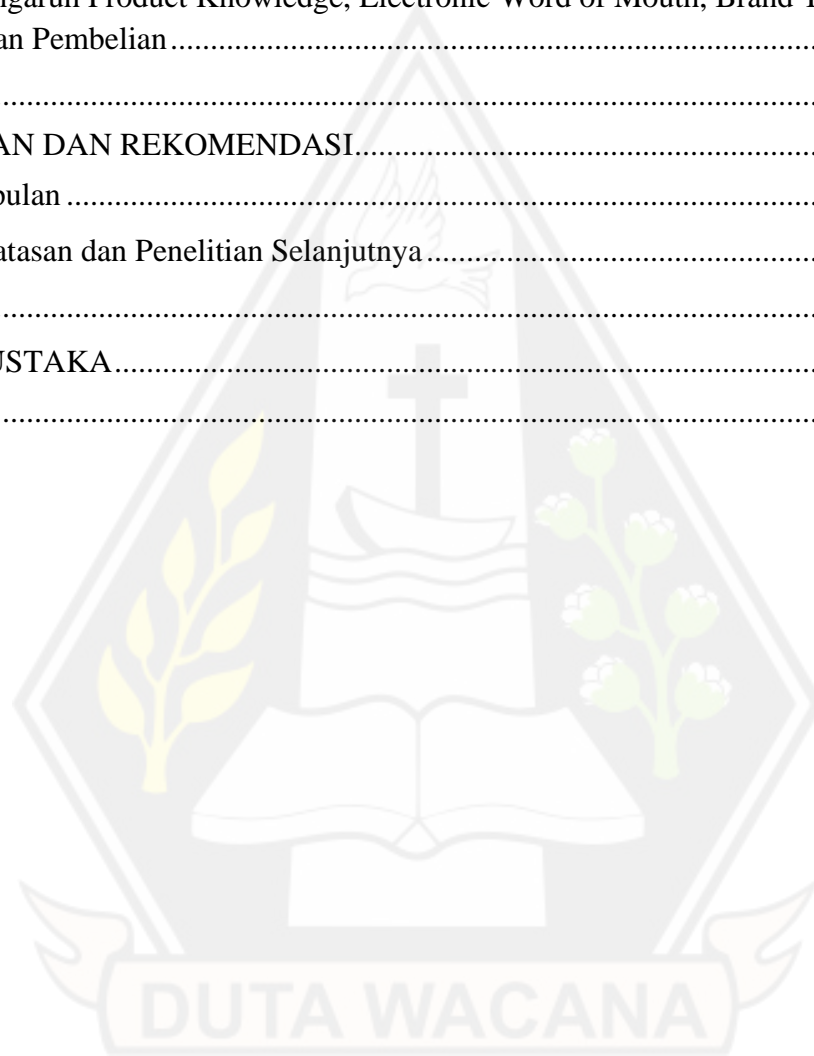 ngaruh Product Knowledge, Electronic Word of Mouth, Brand T
an Pembelian ..........................................................................................
..........................................................................................
AN DAN REKOMENDASI..........................................................................................
pulan ..........................................................................................
atasan dan Penelitian Selanjutnya ..........................................................................................
..........................................................................................
USTAKA ..........................................................................................
..........................................................................................
DUTA WACANA